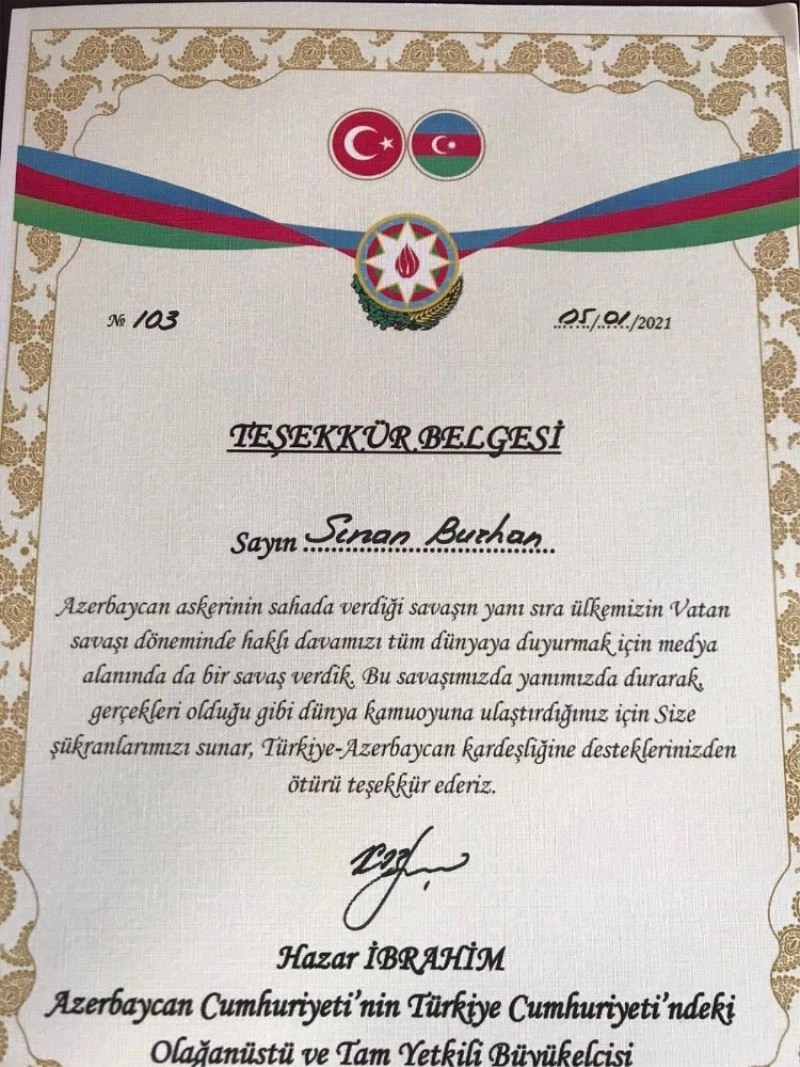 № 103
05/01/2021
TEŞEKKÜR BELGESİ
Sayın Sinan Burhan
Azerbaycan askerinin sahada verdiği savaşın yanı sıra ülkemizin Vatan
savaşı döneminde haklı davamızı tüm dünyaya duyurmak için medya
alanında da bir savaş verdik. Bu savaşımızda yanımızda durarak,
gerçekleri olduğu gibi dünya kamuoyuna ulaştırdığınız için Size
şükranlarımızı sunar, Türkiye-Azerbaycan kardeşliğine desteklerinizden
ötürü teşekkür ederiz.
Hazar İBRAHİM
Azerbaycan Cumhuriyeti’nin Türkiye Cumhuriyeti’ndeki
Olağanüstü ve Tam Yetkili Büyükelçisi